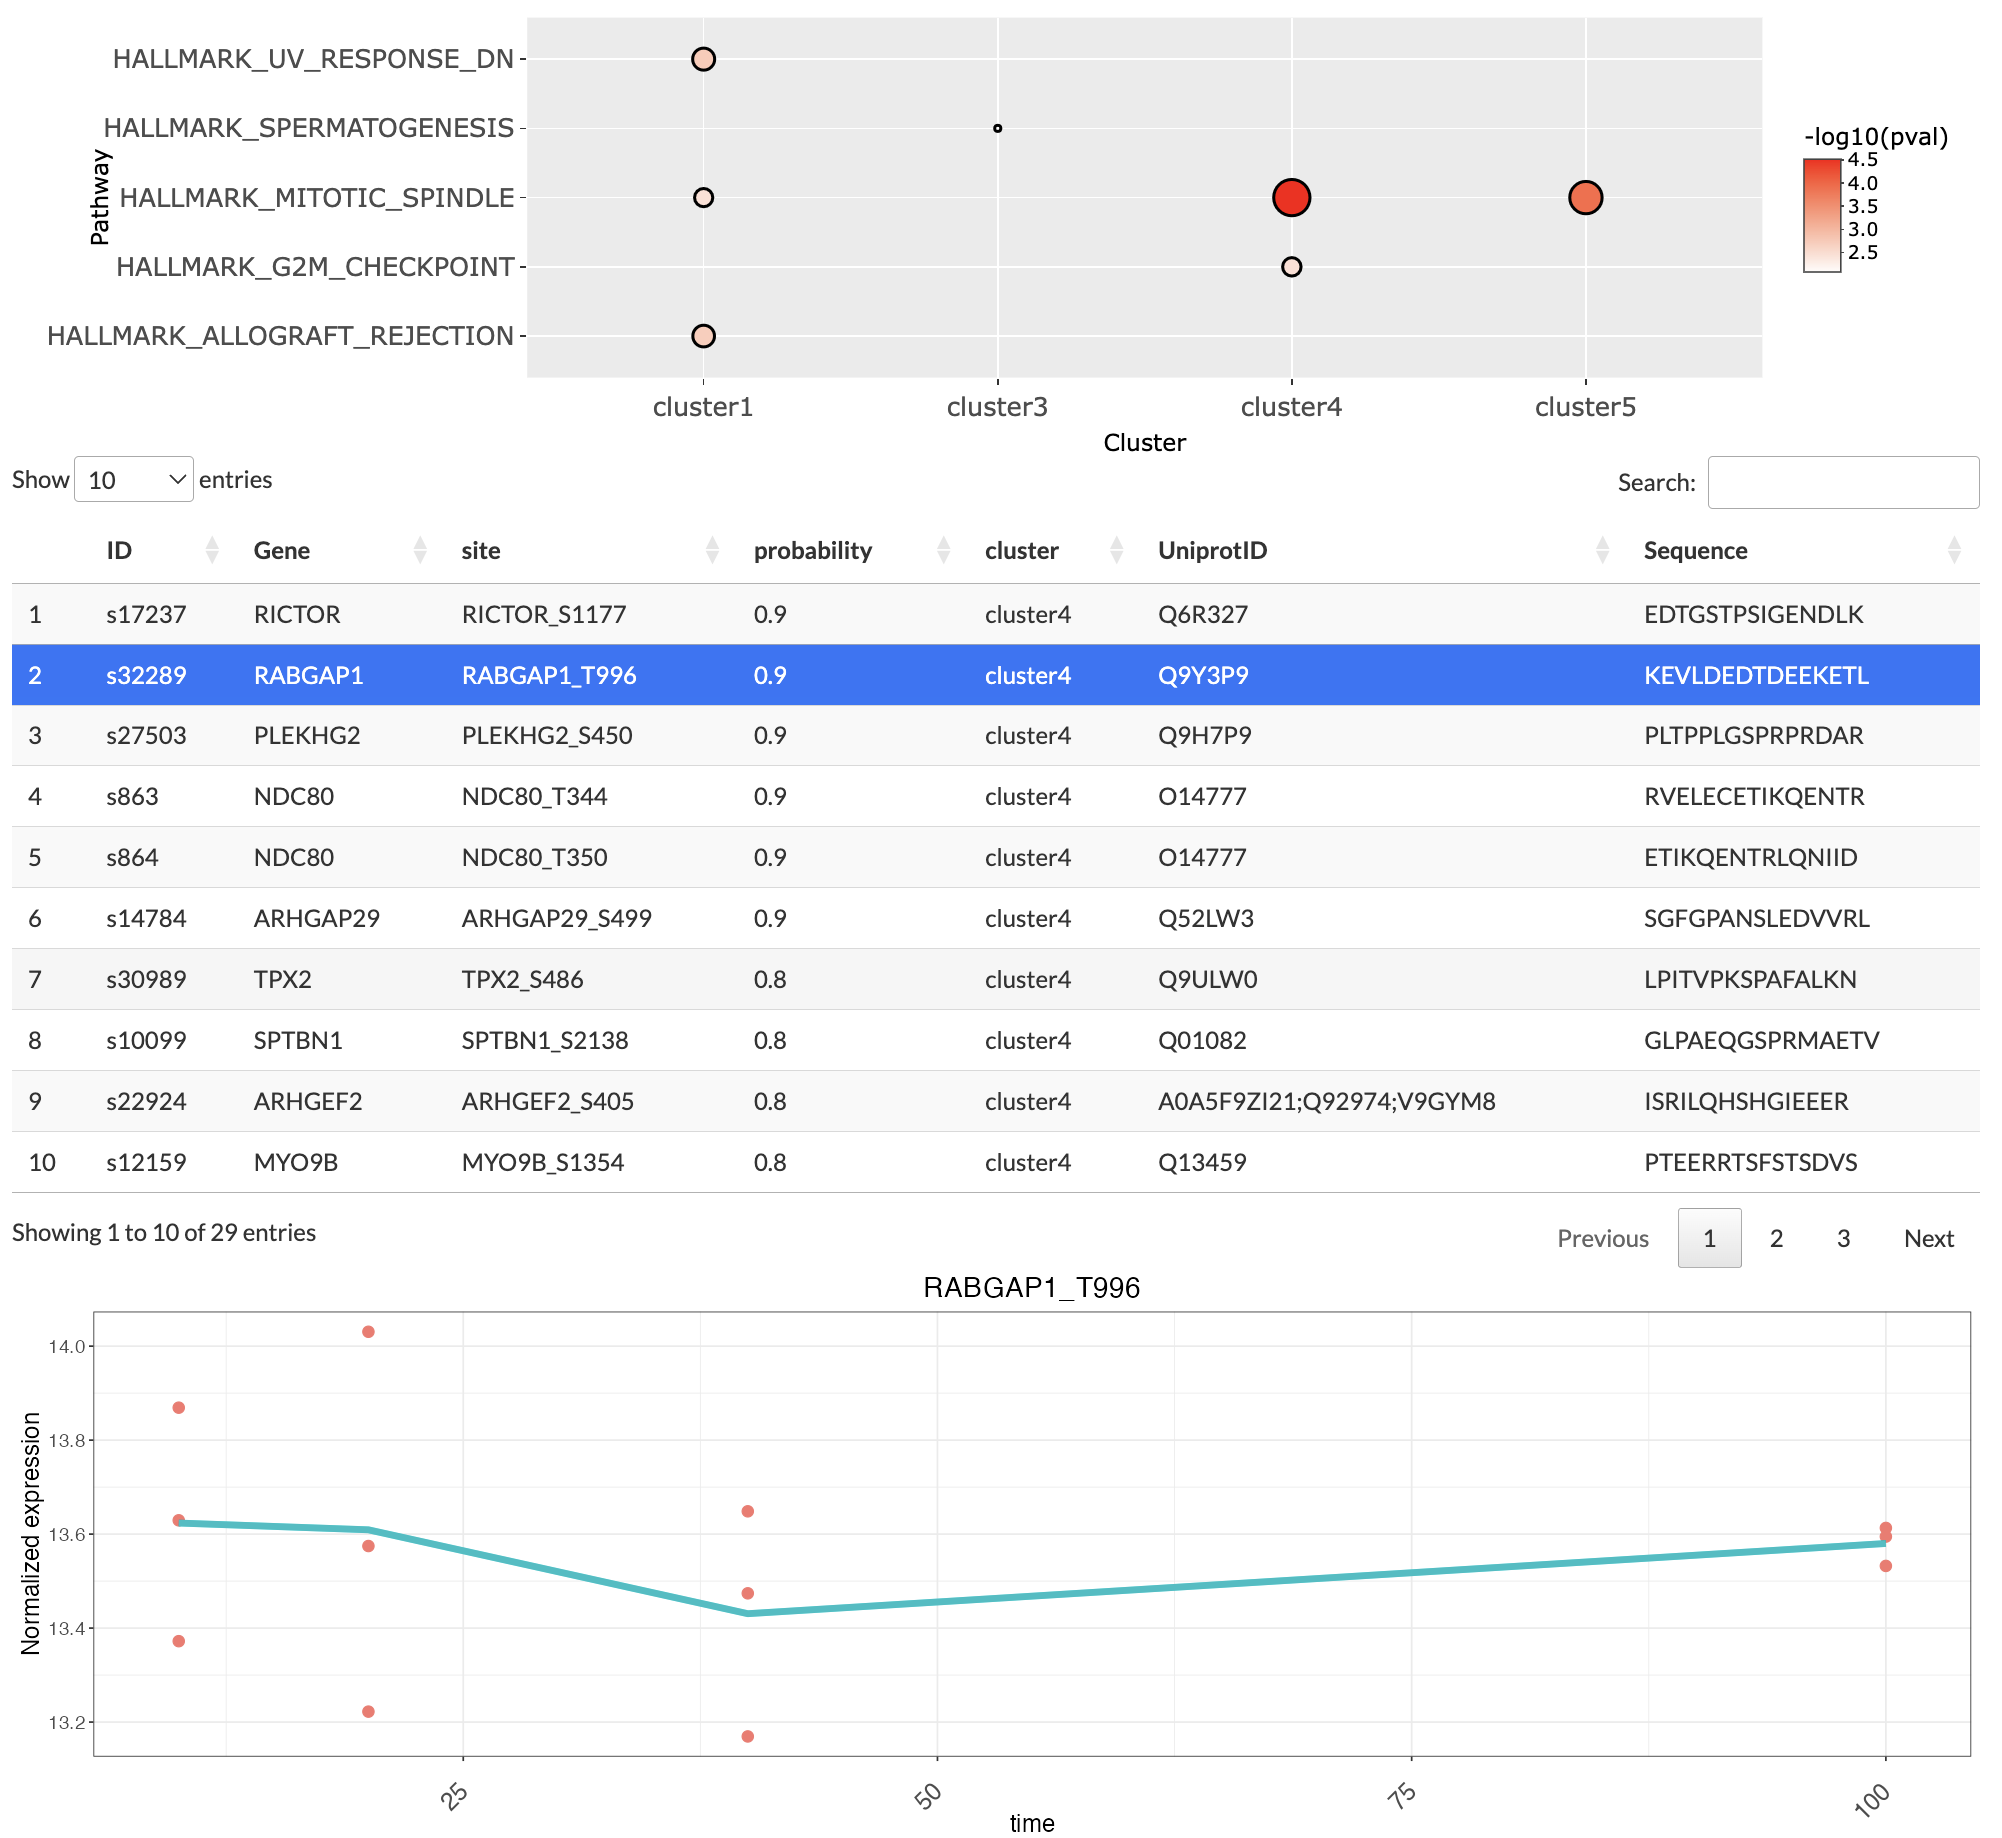 HALLMARK_UV_RESPONSE_DN
HALLMARK_SPERMATOGENESIS
HALLMARK_MITOTIC_SPINDLE
HALLMARK_G2M_CHECKPOINT
HALLMARK_ALLOGRAFT_REJECTION
Pathway
cluster1 cluster3 cluster4 cluster5
Cluster
-log10(pval)
4.5
4.0
3.5
3.0
2.5
Show 10 entries
Search:
ID Gene site probability cluster UniprotID Sequence
1 s17237 RICTOR RICTOR_S1177 0.9 cluster4 Q6R327 EDTGSTPSIGENDLK
2 s32289 RABGAP1 RABGAP1_T996 0.9 cluster4 Q9Y3P9 KEVLDEDTDEEKETL
3 s27503 PLEKHG2 PLEKHG2_S450 0.9 cluster4 Q9H7P9 PLTPPLGSPRPRDAR
4 s863 NDC80 NDC80_T344 0.9 cluster4 O14777 RVELECETIKQENTR
5 s864 NDC80 NDC80_T350 0.9 cluster4 O14777 ETIKQENTRLQNIID
6 s14784 ARHGAP29 ARHGAP29_S499 0.9 cluster4 Q52LW3 SGFGPANSLEDVVRL
7 s30989 TPX2 TPX2_S486 0.8 cluster4 Q9ULW0 LPITVPKSPAFALKN
8 s10099 SPTBN1 SPTBN1_S2138 0.8 cluster4 Q01082 GLPAEQGSPRMAETV
9 s22924 ARHGEF2 ARHGEF2_S405 0.8 cluster4 A0A5F9ZI21;Q92974;V9GYM8 ISRILQHSHGIEEER
10 s12159 MYO9B MYO9B_S1354 0.8 cluster4 Q13459 PTEERRTSFSTSDVS
Showing 1 to 10 of 29 entries
Previous 1 2 3 Next
RABGAP1_T996
Normalized expression
14.0
13.8
13.6
13.4
13.2
25 50 75 100
time